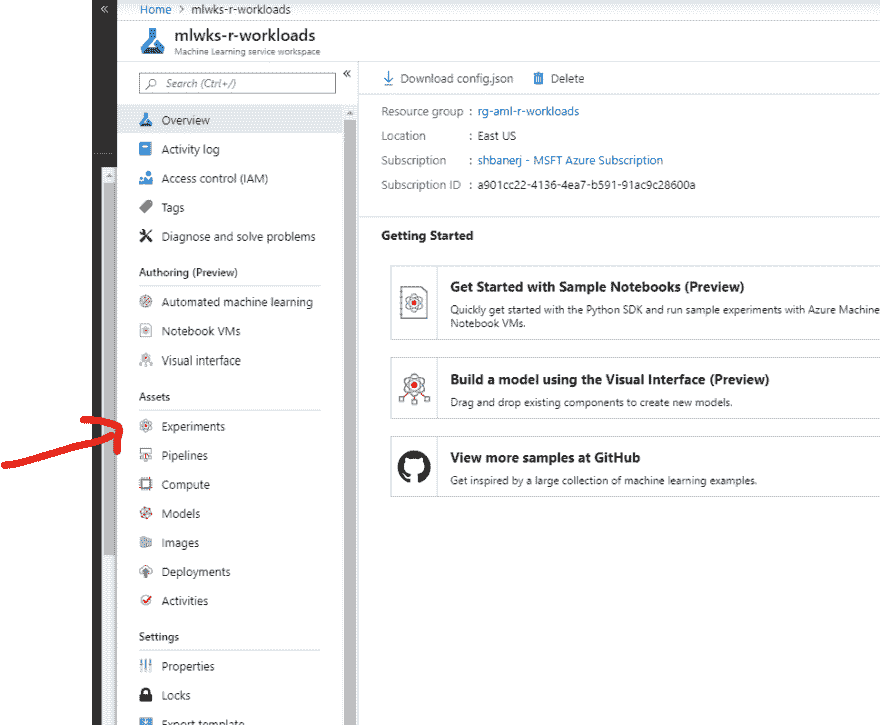 Home > mlwks-r-workloads
mlwks-r-workloads
Machine Learning service workspace
Search (Ctrl+/)
Overview
Activity log
Access control (IAM)
Tags
Diagnose and solve problems
Authoring (Preview)
Automated machine learning
Notebook VMs
Visual interface
Assets
Experiments
Pipelines
Compute
Models
Images
Deployments
Activities
Settings
Properties
Locks
Export template
Download config.json
Delete
Resource group : rg-aml-r-workloads
Location : East US
Subscription : shbanerj - MSFT Azure Subscription
Subscription ID : a901cc22-4136-4ea7-b591-91ac9c28600a
Getting Started
Get Started with Sample Notebooks (Preview)
Quickly get started with the Python SDK and run sample experiments with Azure Machine
Notebook VMs.
Build a model using the Visual Interface (Preview)
Drag and drop existing components to create new models.
View more samples at GitHub
Get inspired by a large collection of machine learning examples.